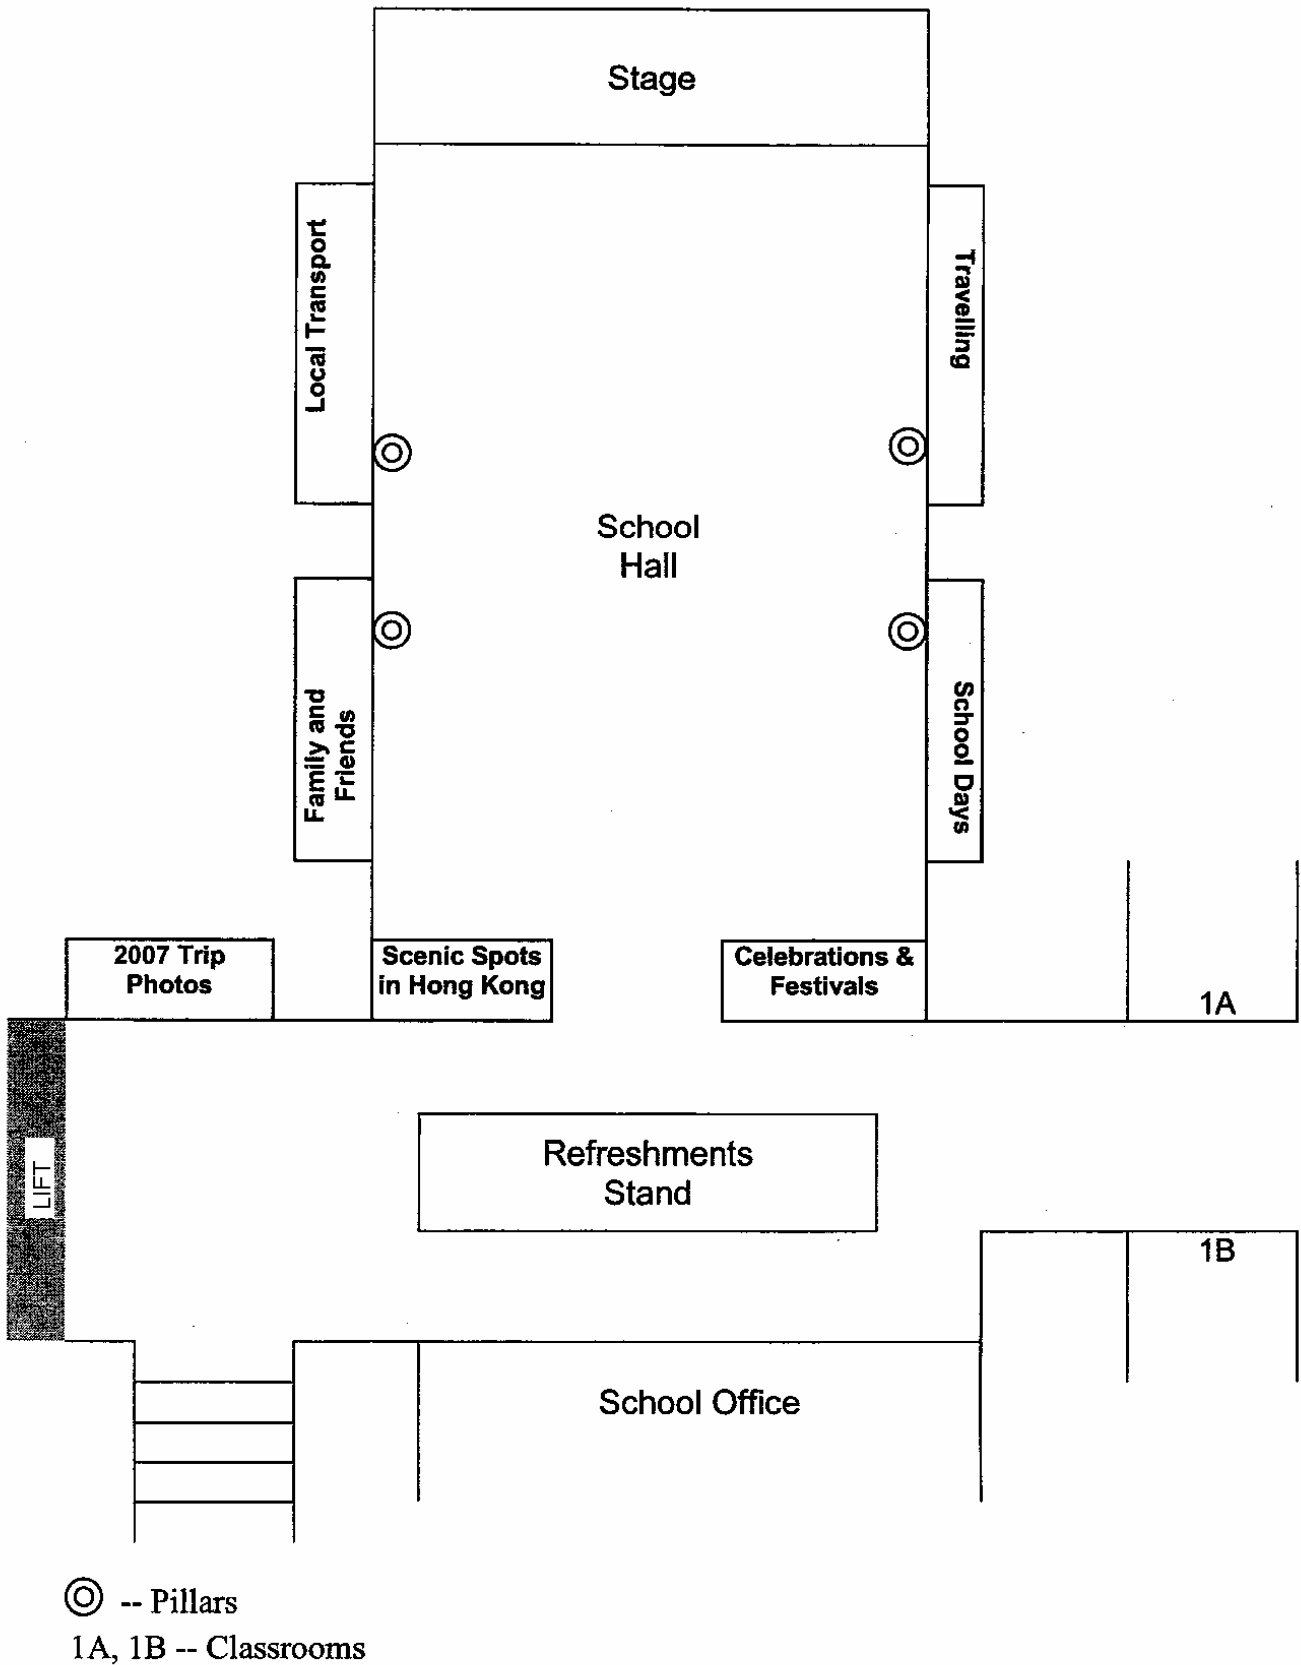 Stage
Local Transport
Travelling
School
Hall
Family and
Friends
School Days
2007 Trip
Photos
Scenic Spots
in Hong Kong
Celebrations &
Festivals
1A
Refreshments
Stand
LIFT
1B
School Office
-- Pillars
1A, 1B -- Classrooms